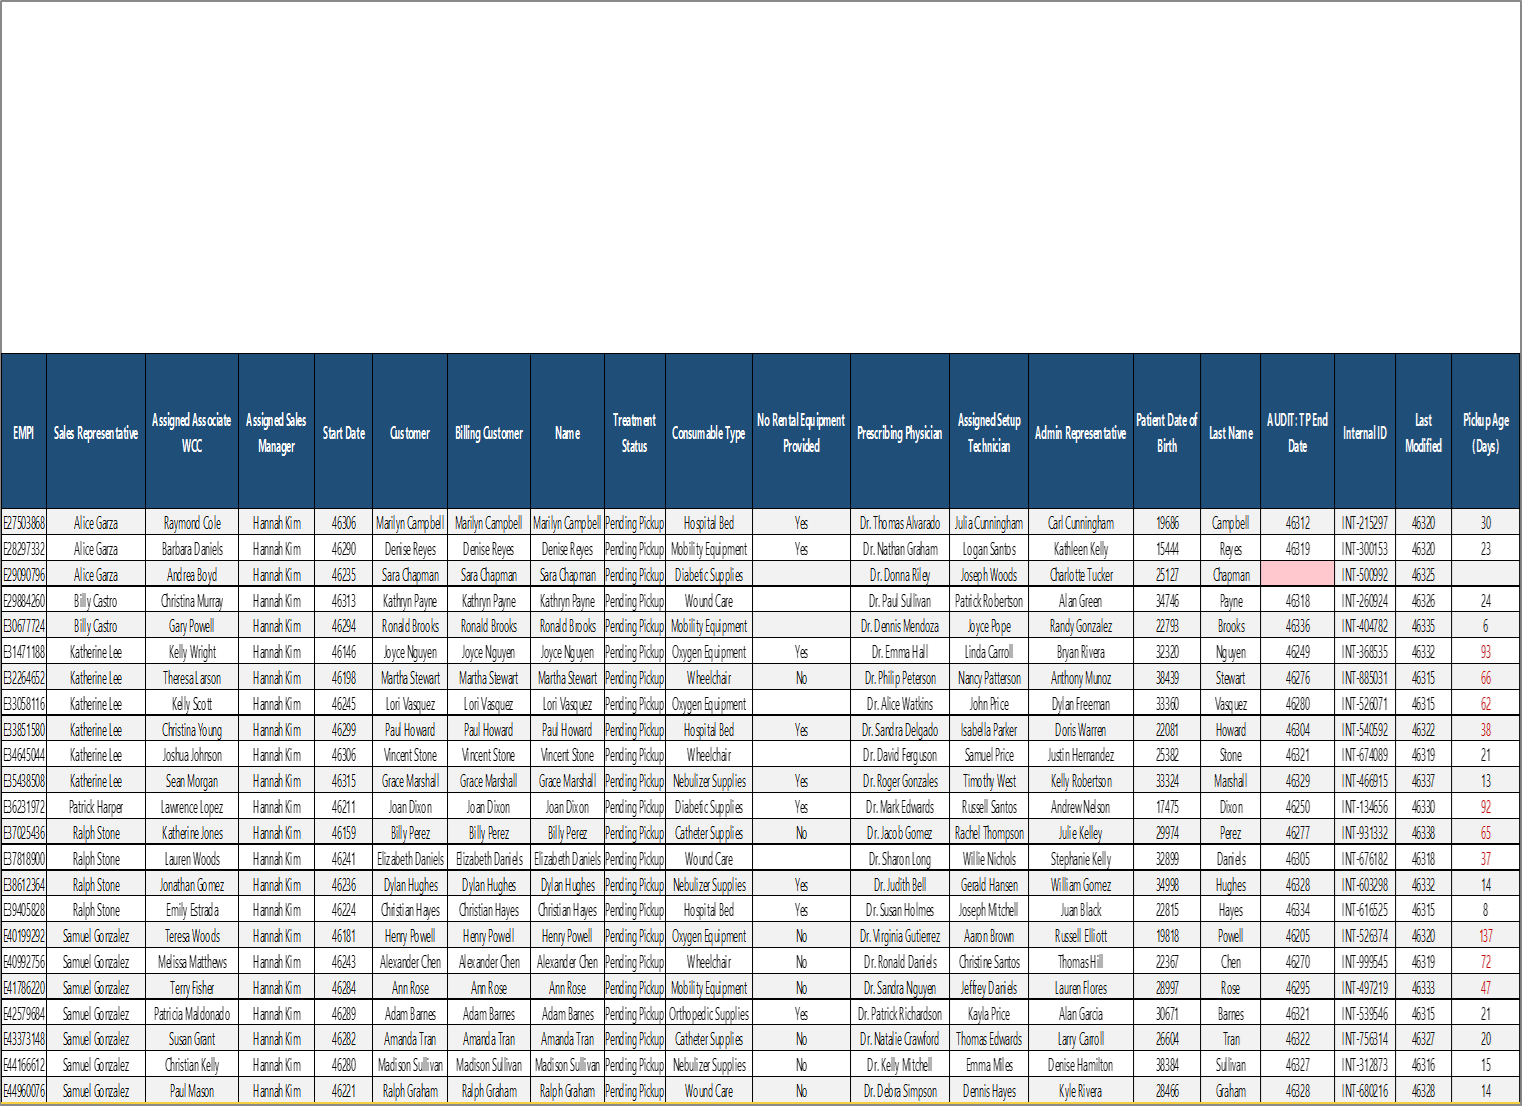 EMPI Sales Representative Assigned Associate WCC Assigned Sales Manager Start Date Customer Billing Customer Name Treatment Status Consumable Type No Rental Equipment Provided Prescribing Physician Assigned Setup Technician Admin Representative Patient Date of Birth Last Name AUDIT: TP End Date Internal ID Last Modified Pickup Age (Days)
E27503868 Alice Garza Raymond Cole Hannah Kim 46306 Marilyn Campbell Marilyn Campbell Marilyn Campbell Pending Pickup Hospital Bed Yes Dr. Thomas Alvarado Julia Cunningham Carl Cunningham 19686 Campbell 46312 INT-215297 46320 30
E28297332 Alice Garza Barbara Daniels Hannah Kim 46290 Denise Reyes Denise Reyes Denise Reyes Pending Pickup Mobility Equipment Yes Dr. Nathan Graham Logan Santos Kathleen Kelly 15444 Reyes 46319 INT-300153 46320 23
E29090796 Alice Garza Andrea Boyd Hannah Kim 46235 Sara Chapman Sara Chapman Sara Chapman Pending Pickup Diabetic Supplies Dr. Donna Riley Joseph Woods Charlotte Tucker 25127 Chapman INT-500992 46325
E29884260 Billy Castro Christina Murray Hannah Kim 46313 Kathryn Payne Kathryn Payne Kathryn Payne Pending Pickup Wound Care Dr. Paul Sullivan Patrick Robertson Alan Green 34746 Payne 46318 INT-260924 46326 24
E30677724 Billy Castro Gary Powell Hannah Kim 46294 Ronald Brooks Ronald Brooks Ronald Brooks Pending Pickup Mobility Equipment Dr. Dennis Mendoza Joyce Pope Randy Gonzalez 22793 Brooks 46336 INT-404782 46335 6
E31471188 Katherine Lee Kelly Wright Hannah Kim 46146 Joyce Nguyen Joyce Nguyen Joyce Nguyen Pending Pickup Oxygen Equipment Yes Dr. Emma Hall Linda Carroll Bryan Rivera 32320 Nguyen 46249 INT-368535 46332 93
E32264652 Katherine Lee Theresa Larson Hannah Kim 46198 Martha Stewart Martha Stewart Martha Stewart Pending Pickup Wheelchair No Dr. Philip Peterson Nancy Patterson Anthony Munoz 38439 Stewart 46276 INT-885031 46315 66
E33058116 Katherine Lee Kelly Scott Hannah Kim 46245 Lori Vasquez Lori Vasquez Lori Vasquez Pending Pickup Oxygen Equipment Dr. Alice Watkins John Price Dylan Freeman 33360 Vasquez 46280 INT-526071 46315 62
E33851580 Katherine Lee Christina Young Hannah Kim 46299 Paul Howard Paul Howard Paul Howard Pending Pickup Hospital Bed Yes Dr. Sandra Delgado Isabella Parker Doris Warren 22081 Howard 46304 INT-540592 46322 38
E34645044 Katherine Lee Joshua Johnson Hannah Kim 46306 Vincent Stone Vincent Stone Vincent Stone Pending Pickup Wheelchair Dr. David Ferguson Samuel Price Justin Hernandez 25382 Stone 46321 INT-674089 46319 21
E35438508 Katherine Lee Sean Morgan Hannah Kim 46315 Grace Marshall Grace Marshall Grace Marshall Pending Pickup Nebulizer Supplies Yes Dr. Roger Gonzales Timothy West Kelly Robertson 33324 Marshall 46329 INT-466915 46337 13
E36231972 Patrick Harper Lawrence Lopez Hannah Kim 46211 Joan Dixon Joan Dixon Joan Dixon Pending Pickup Diabetic Supplies Yes Dr. Mark Edwards Russell Santos Andrew Nelson 17475 Dixon 46250 INT-134656 46330 92
E37025436 Ralph Stone Katherine Jones Hannah Kim 46159 Billy Perez Billy Perez Billy Perez Pending Pickup Catheter Supplies No Dr. Jacob Gomez Rachel Thompson Julie Kelley 29974 Perez 46277 INT-931332 46338 65
E37818900 Ralph Stone Lauren Woods Hannah Kim 46241 Elizabeth Daniels Elizabeth Daniels Elizabeth Daniels Pending Pickup Wound Care Dr. Sharon Long Willie Nichols Stephanie Kelly 32899 Daniels 46305 INT-676182 46318 37
E38612364 Ralph Stone Jonathan Gomez Hannah Kim 46236 Dylan Hughes Dylan Hughes Dylan Hughes Pending Pickup Nebulizer Supplies Yes Dr. Judith Bell Gerald Hansen William Gomez 34998 Hughes 46328 INT-603298 46332 14
E39405828 Ralph Stone Emily Estrada Hannah Kim 46224 Christian Hayes Christian Hayes Christian Hayes Pending Pickup Hospital Bed Yes Dr. Susan Holmes Joseph Mitchell Juan Black 22815 Hayes 46334 INT-616525 46315 8
E40199292 Samuel Gonzalez Teresa Woods Hannah Kim 46181 Henry Powell Henry Powell Henry Powell Pending Pickup Oxygen Equipment No Dr. Virginia Gutierrez Aaron Brown Russell Elliott 19818 Powell 46205 INT-526374 46320 137
E40992756 Samuel Gonzalez Melissa Matthews Hannah Kim 46243 Alexander Chen Alexander Chen Alexander Chen Pending Pickup Wheelchair No Dr. Ronald Daniels Christine Santos Thomas Hill 22367 Chen 46270 INT-999545 46319 72
E41786220 Samuel Gonzalez Terry Fisher Hannah Kim 46284 Ann Rose Ann Rose Ann Rose Pending Pickup Mobility Equipment No Dr. Sandra Nguyen Jeffrey Daniels Lauren Flores 28997 Rose 46295 INT-497219 46333 47
E42579684 Samuel Gonzalez Patricia Maldonado Hannah Kim 46289 Adam Barnes Adam Barnes Adam Barnes Pending Pickup Orthopedic Supplies Yes Dr. Patrick Richardson Kayla Price Alan Garcia 30671 Barnes 46321 INT-539546 46315 21
E43373148 Samuel Gonzalez Susan Grant Hannah Kim 46282 Amanda Tran Amanda Tran Amanda Tran Pending Pickup Catheter Supplies No Dr. Natalie Crawford Thomas Edwards Larry Carroll 26604 Tran 46322 INT-756314 46327 20
E44166612 Samuel Gonzalez Christian Kelly Hannah Kim 46280 Madison Sullivan Madison Sullivan Madison Sullivan Pending Pickup Nebulizer Supplies No Dr. Kelly Mitchell Emma Miles Denise Hamilton 38384 Sullivan 46327 INT-312873 46316 15
E44960076 Samuel Gonzalez Paul Mason Hannah Kim 46221 Ralph Graham Ralph Graham Ralph Graham Pending Pickup Wound Care No Dr. Debra Simpson Dennis Hayes Kyle Rivera 28466 Graham 46328 INT-680216 46328 14